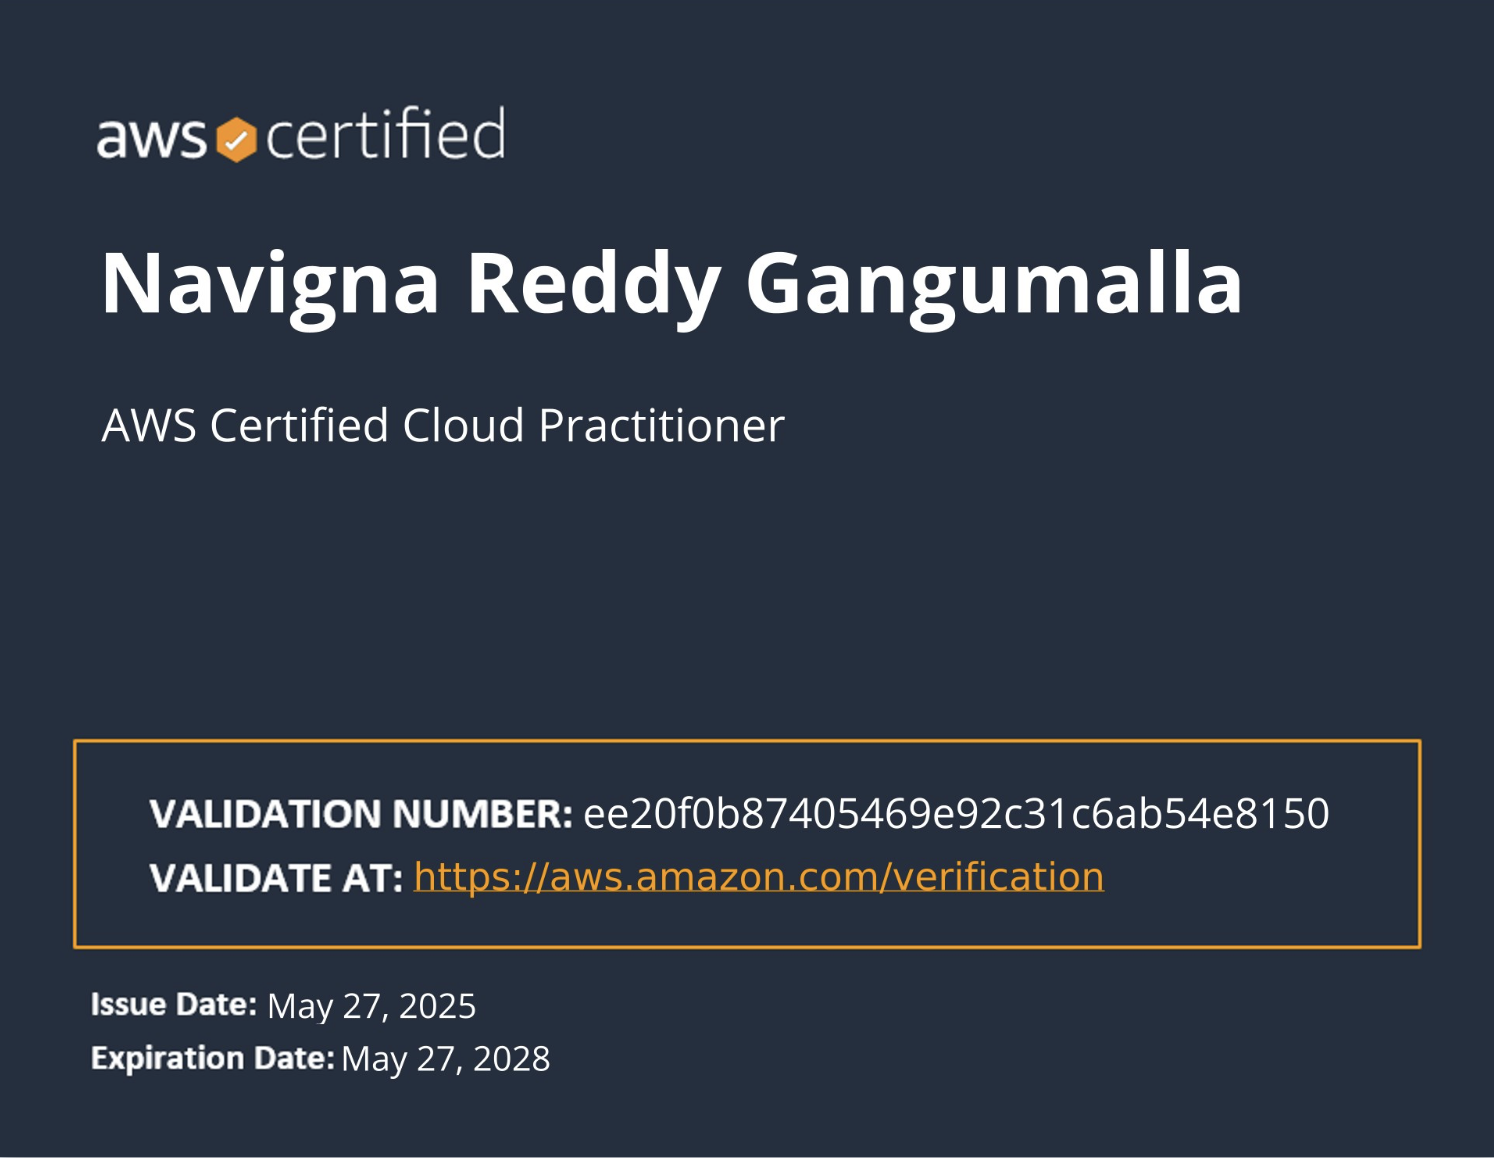 aws certified
Navigna Reddy Gangumalla
AWS Certified Cloud Practitioner
VALIDATION NUMBER: ee20f0b87405469e92c31c6ab54e8150
VALIDATE AT: https://aws.amazon.com/verification
Issue Date: May 27, 2025
Expiration Date: May 27, 2028